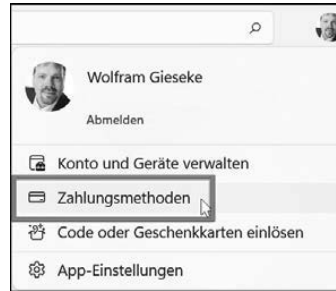 Wolfram Gieseke
Abmelden
Konto und Geräte verwalten
Zahlungsmethoden
Code oder Geschenkkarten einlösen
App-Einstellungen